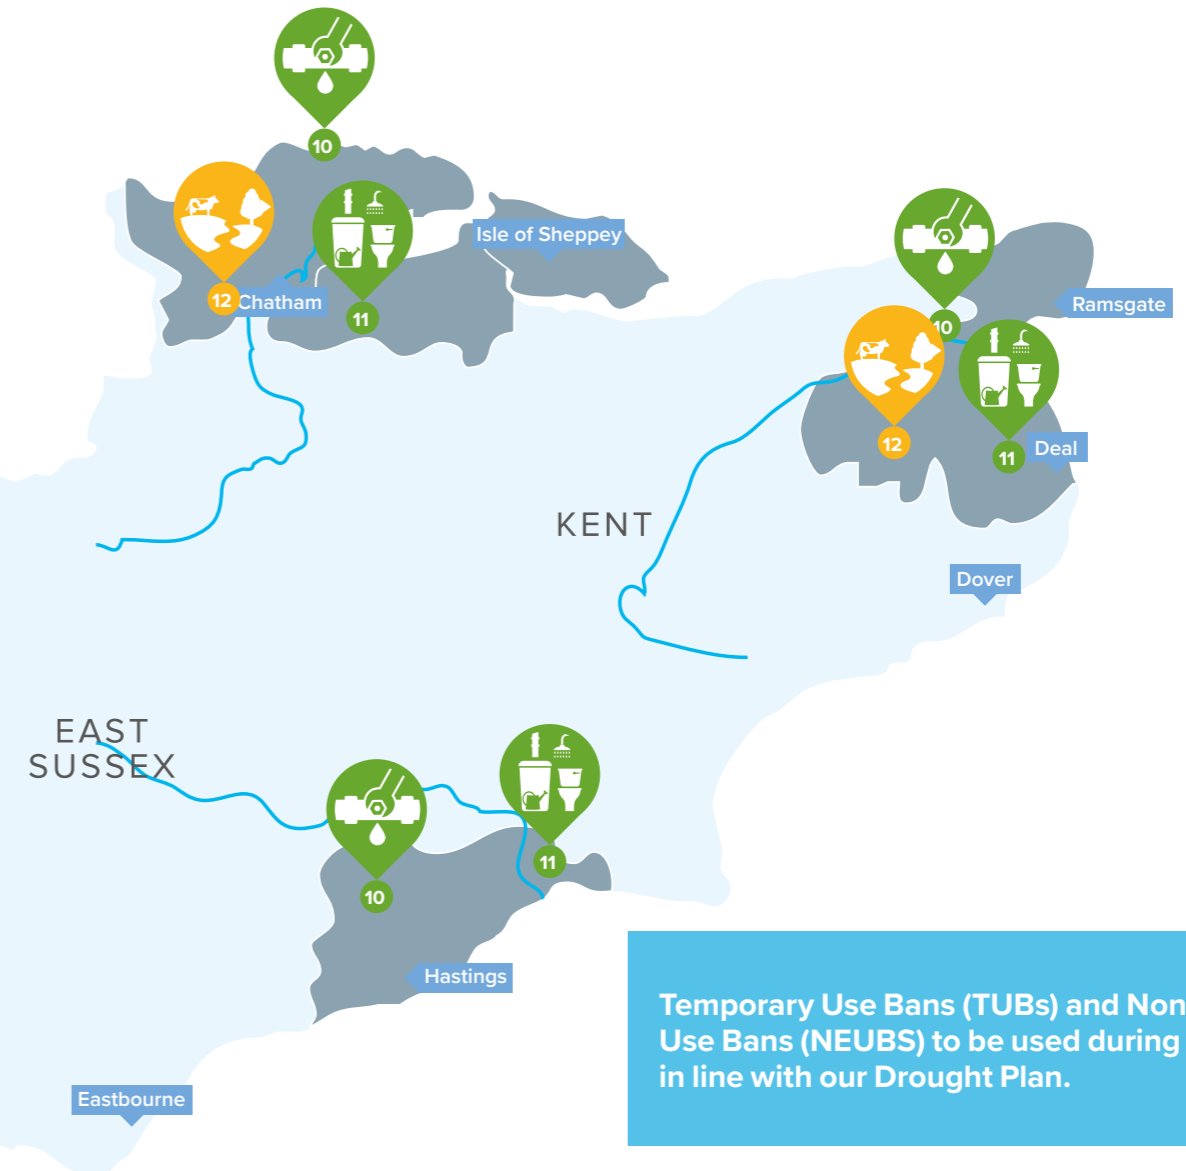 10
Isle of Sheppey
12
Chatham
11
Ramsgate
10
12
11
Deal
KENT
Dover
EAST
SUSSEX
11
10
Hastings
Temporary Use Bans (TUBs) and Non
Use Bans (NEUBS) to be used during
in line with our Drought Plan.
Eastbourne